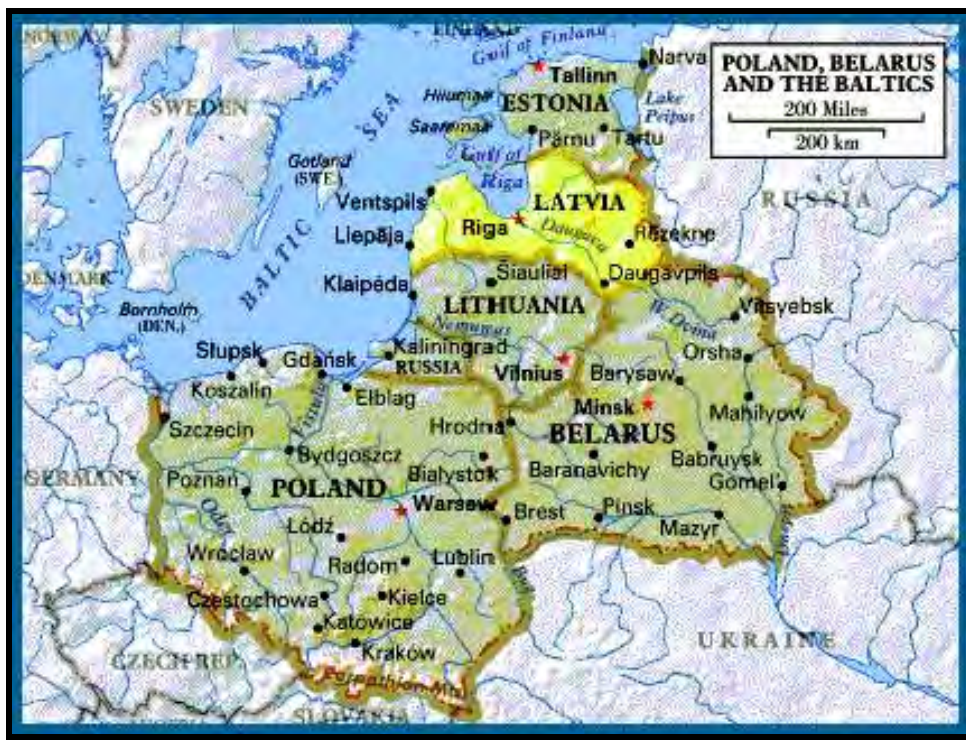 NORWAY
FINLAND
Gulf of Finland
Narva
POLAND, BELARUS
AND THE BALTICS
200 Miles
200 km
Tallinn
SWEDEN
Hiiumaa
ESTONIA
Lake
Peipus
SEA
Saaremaa
Pärnu
Tartu
Gotland
(SWE.)
Gulf of
Riga
RUSSIA
Ventspils
LATVIA
Riga
Daugava
Rēzekne
Liepāja
BALTIC
DENMARK
Šiauliai
Daugavpils
Klaipėda
LITHUANIA
Bornholm
(DEN.)
Vitsyebsk
Nemunas
Słupsk
Gdańsk
Kaliningrad
RUSSIA
Orsha
Vilnius
Barysaw
Koszalin
Elblag
Minsk
Mahilyow
Szczecin
Hrodna
BELARUS
Bydgoszcz
Baranavichy
Babruysk
GERMANY
Poznań
Białystok
Gomel
POLAND
Warsaw
Oder
Brest
Pinsk
Łódź
Mazyr
Wrocław
Radom
Lublin
Częstochowa
Kielce
Katowice
UKRAINE
Kraków
CZECH REP.
SLOVAKIA